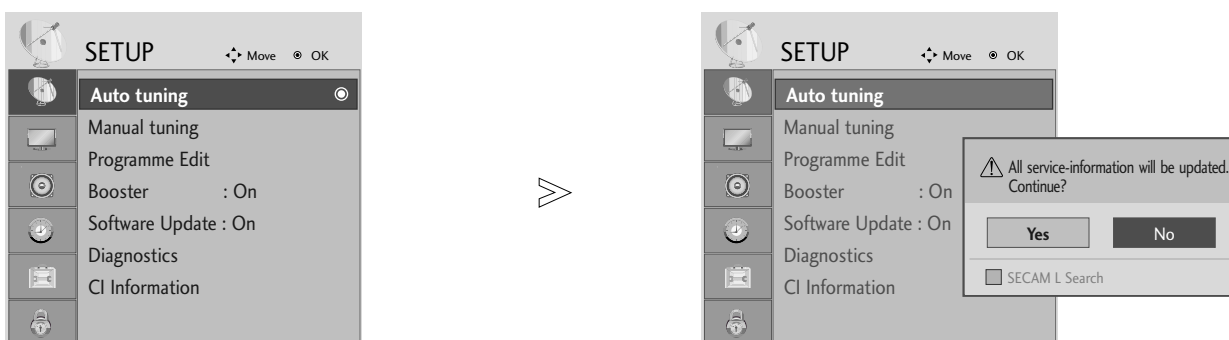 SETUP Move OK
Auto tuning
Manual tuning
Programme Edit
Booster : On
Software Update : On
Diagnostics
CI Information
SETUP Move OK
Auto tuning
Manual tuning
Programme Edit
Booster : On
Software Update : On
Diagnostics
CI Information
All service-information will be updated.
Continue?
Yes No
SECAM L Search